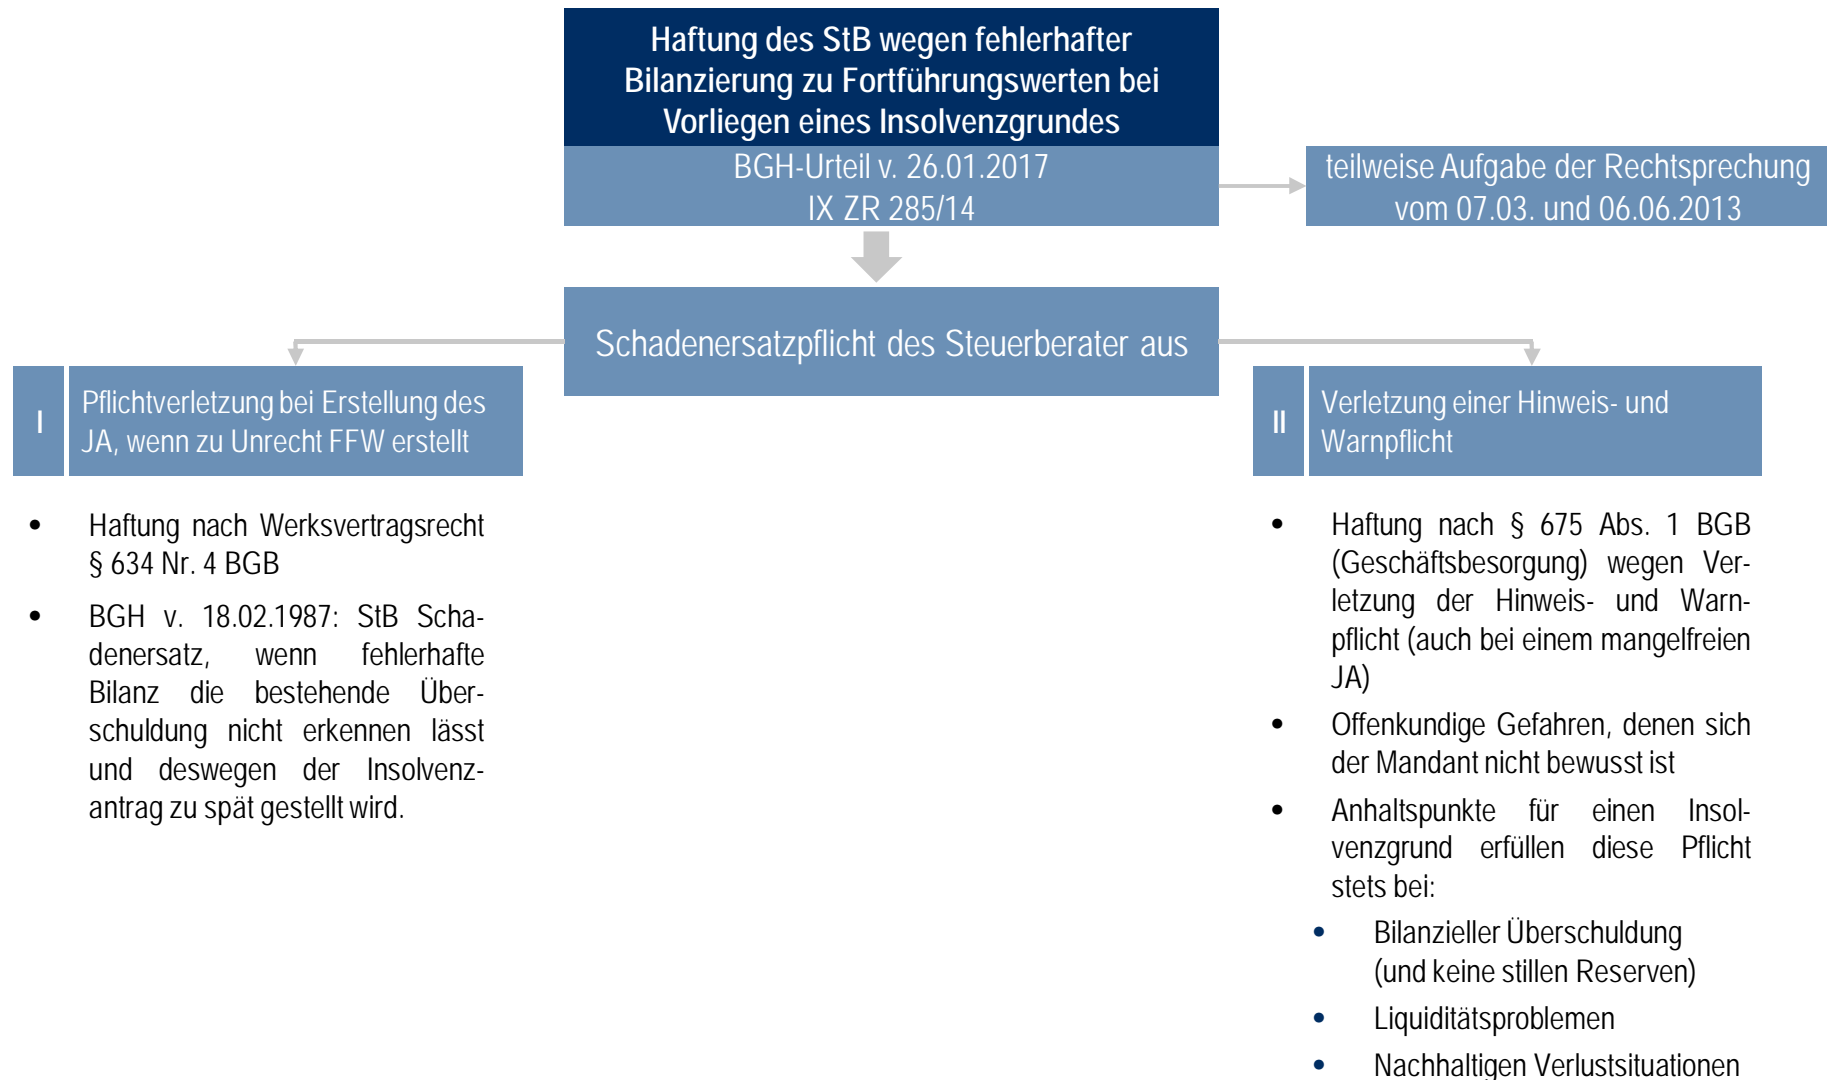 Haftung des StB wegen fehlerhafter
Bilanzierung zu Fortführungswerten bei
Vorliegen eines Insolvenzgrundes
BGH-Urteil v. 26.01.2017
IX ZR 285/14
teilweise Aufgabe der Rechtsprechung
vom 07.03. und 06.06.2013
Schadenersatzpflicht des Steuerberater aus
I
Pflichtverletzung bei Erstellung des
JA, wenn zu Unrecht FFW erstellt
• Haftung nach Werksvertragsrecht
§ 634 Nr. 4 BGB
• BGH v. 18.02.1987: StB Scha-
denersatz, wenn fehlerhafte
Bilanz die bestehende Über-
schuldung nicht erkennen lässt
und deswegen der Insolvenz-
antrag zu spät gestellt wird.
II
Verletzung einer Hinweis- und
Warnpflicht
• Haftung nach § 675 Abs. 1 BGB
(Geschäftsbesorgung) wegen Ver-
letzung der Hinweis- und Warn-
pflicht (auch bei einem mangelfreien
JA)
• Offenkundige Gefahren, denen sich
der Mandant nicht bewusst ist
• Anhaltspunkte für einen Insol-
venzgrund erfüllen diese Pflicht
stets bei:
• Bilanzieller Überschuldung
(und keine stillen Reserven)
• Liquiditätsproblemen
• Nachhaltigen Verlustsituationen